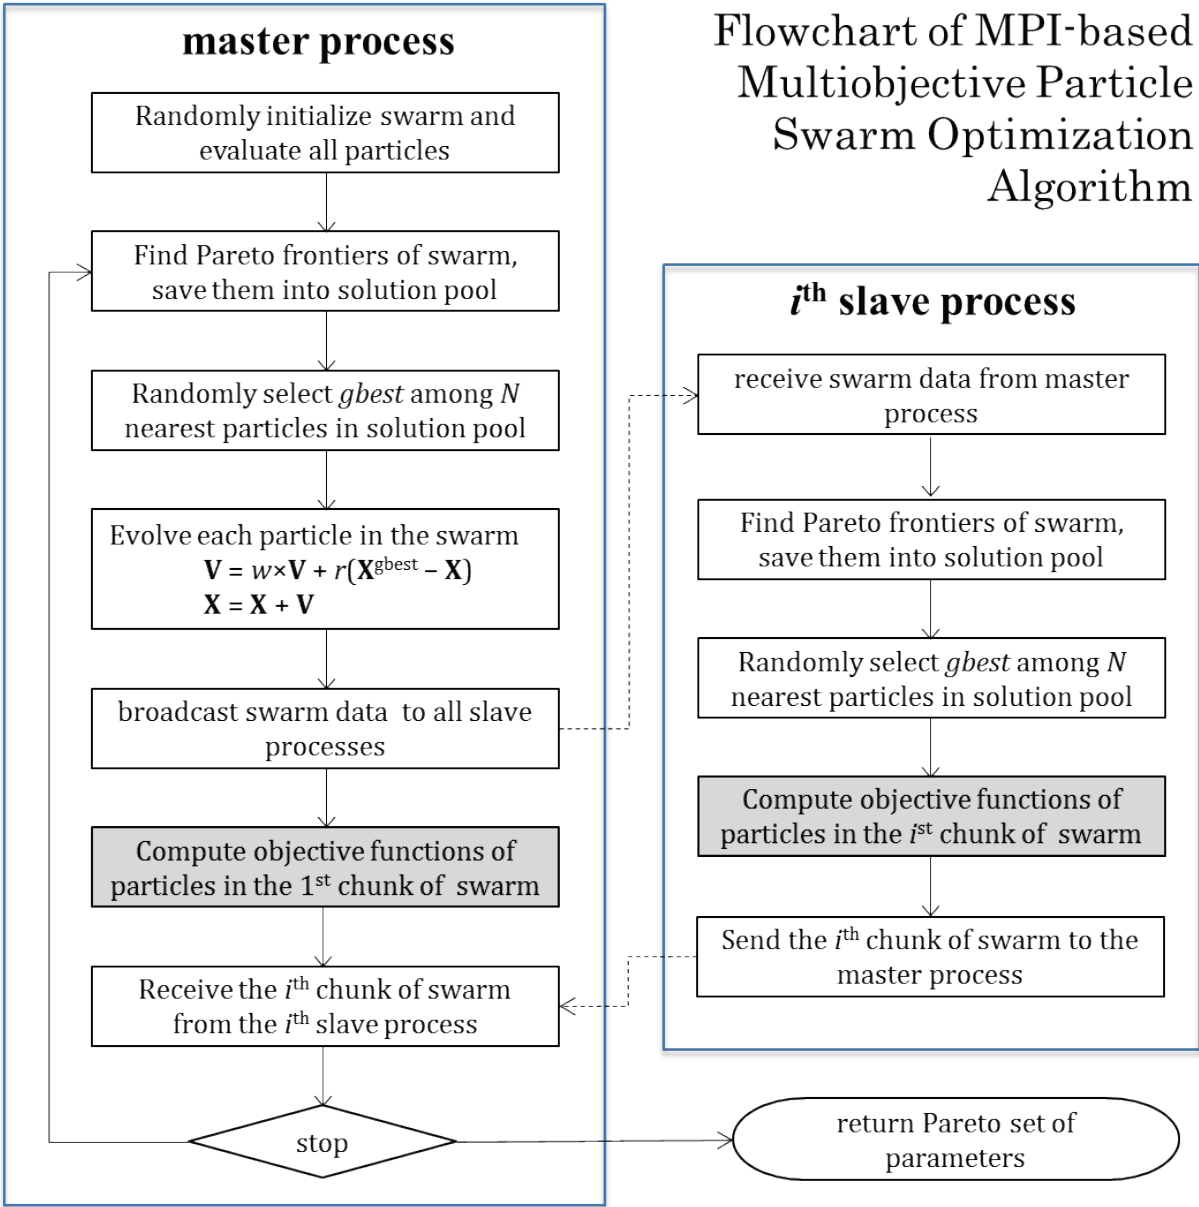 master process
Randomly initialize swarm and
evaluate all particles
Find Pareto frontiers of swarm,
save them into solution pool
Randomly select gbest among N
nearest particles in solution pool
Evolve each particle in the swarm
V = w×V + r(X^gbest – X)
X = X + V
broadcast swarm data to all slave
processes
Compute objective functions of
particles in the 1st chunk of swarm
Receive the ith chunk of swarm
from the ith slave process
stop
Flowchart of MPI-based
Multiobjective Particle
Swarm Optimization
Algorithm
ith slave process
receive swarm data from master
process
Find Pareto frontiers of swarm,
save them into solution pool
Randomly select gbest among N
nearest particles in solution pool
Compute objective functions of
particles in the ist chunk of swarm
Send the ith chunk of swarm to the
master process
return Pareto set of
parameters